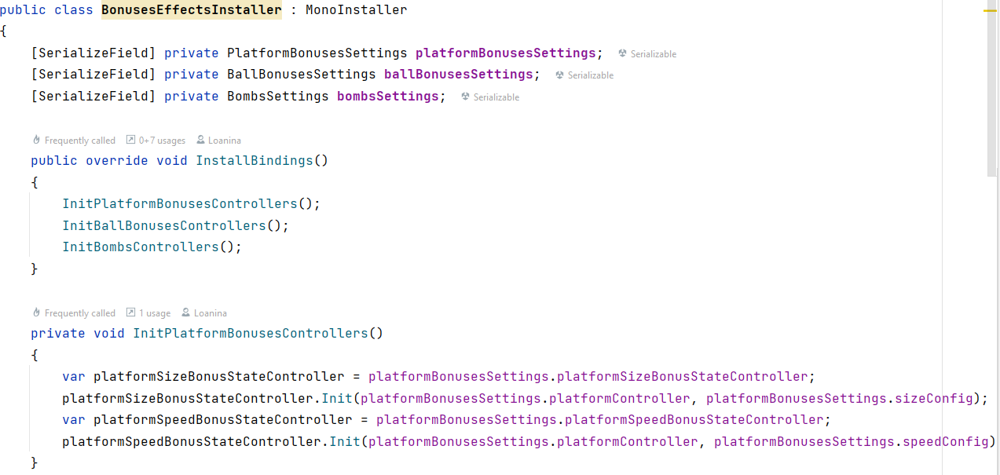 public class BonusesEffectsInstaller : MonoInstaller
{
    [SerializeField] private PlatformBonusesSettings platformBonusesSettings; Serializable
    [SerializeField] private BallBonusesSettings ballBonusesSettings; Serializable
    [SerializeField] private BombsSettings bombsSettings; Serializable
    Frequently called 0+7 usages Loanina
    public override void InstallBindings()
    {
        InitPlatformBonusesControllers();
        InitBallBonusesControllers();
        InitBombsControllers();
    }
    Frequently called 1 usage Loanina
    private void InitPlatformBonusesControllers()
    {
        var platformSizeBonusStateController = platformBonusesSettings.platformSizeBonusStateController;
        platformSizeBonusStateController.Init(platformBonusesSettings.platformController, platformBonusesSettings.sizeConfig);
        var platformSpeedBonusStateController = platformBonusesSettings.platformSpeedBonusStateController;
        platformSpeedBonusStateController.Init(platformBonusesSettings.platformController, platformBonusesSettings.speedConfig)
    }